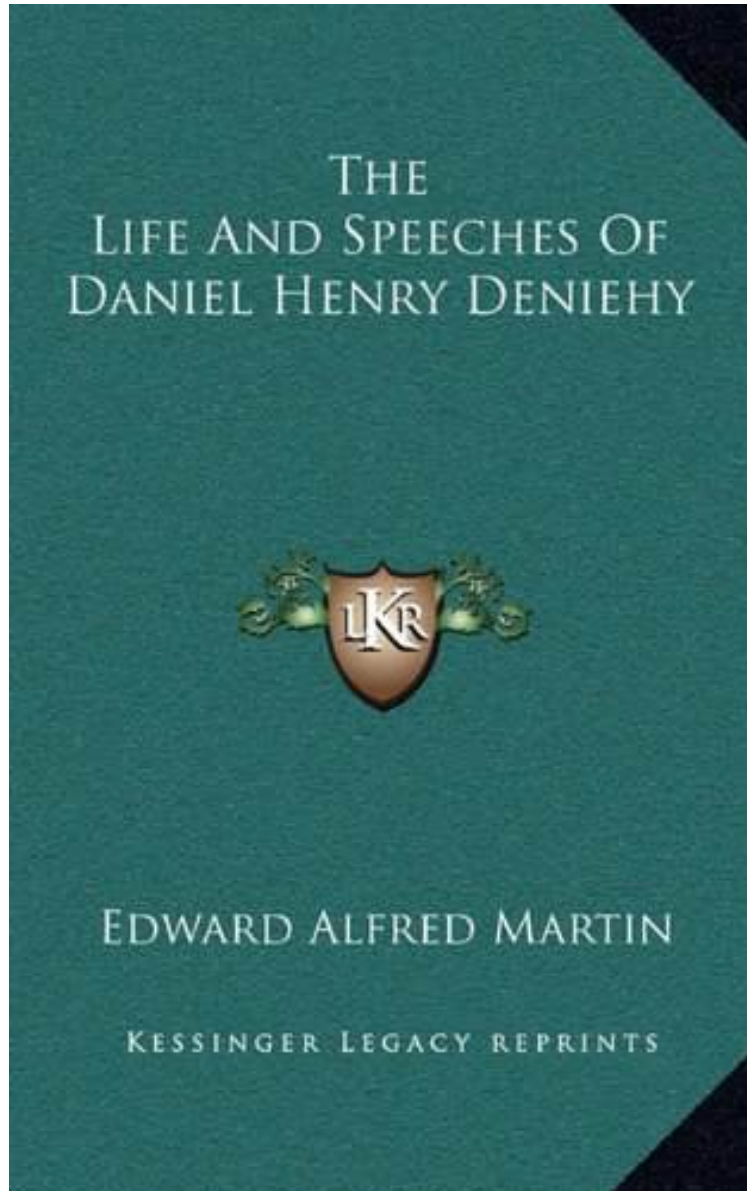 The
Life And Speeches Of
Daniel Henry Deniehy
LKR
Edward Alfred Martin
Kessinger Legacy reprints